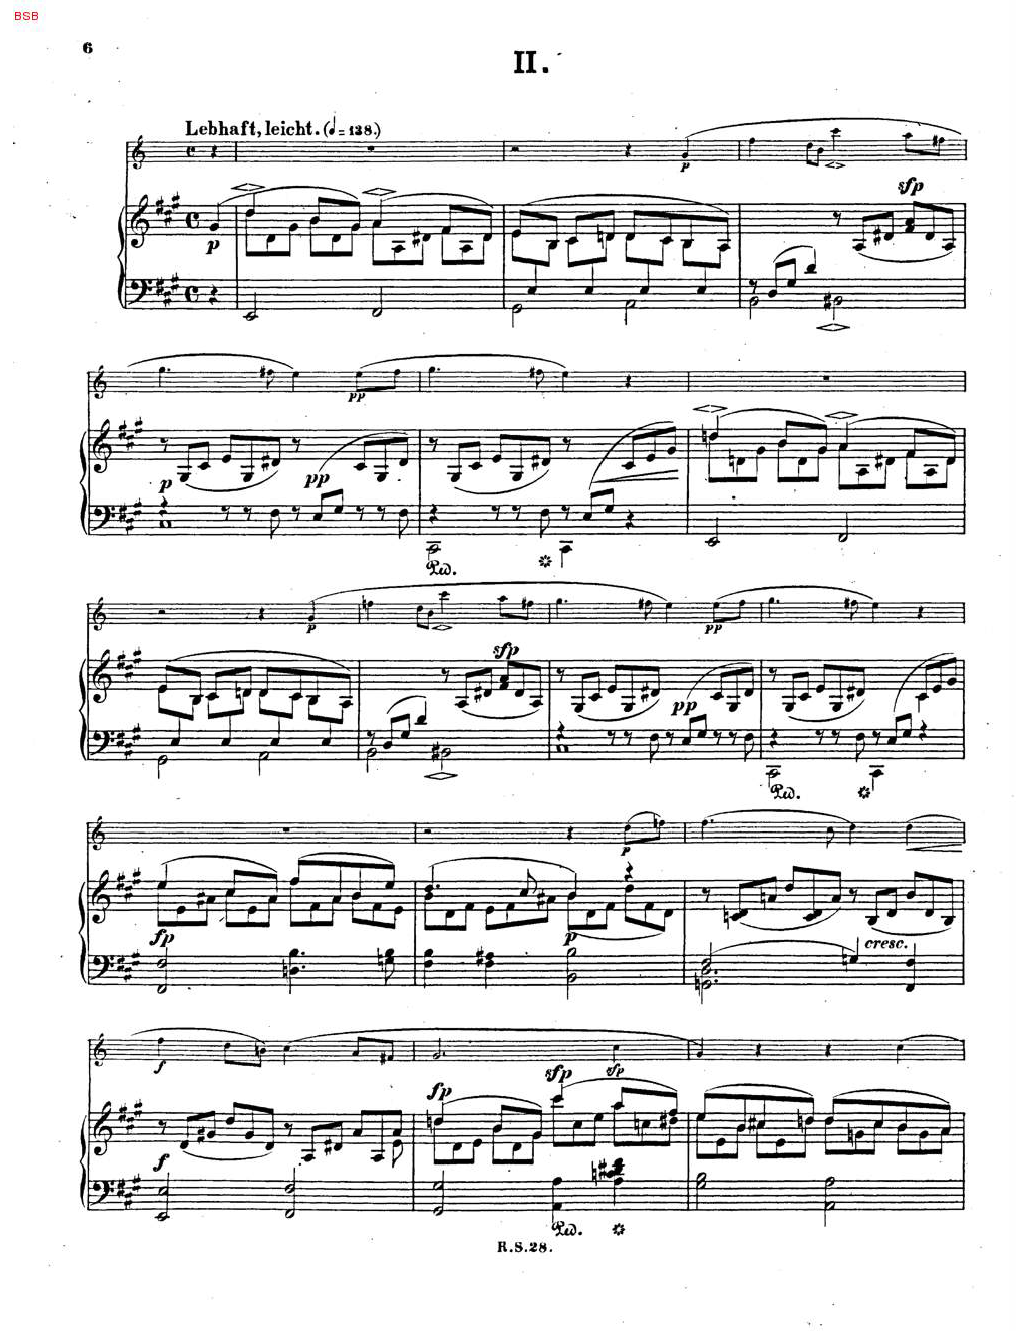 BSB
6
II.
Lebhaft, leicht. (♩= 138.)
p
sfp
p
pp
p
pp
Ped.
p
sfp
pp
pp
Ped.
p
fp
p
cresc.
f
sfp
fp
sfp
f
Ped.
R.S.28.